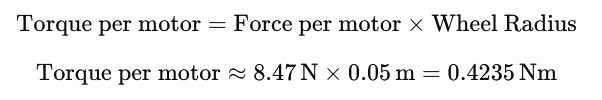 Torque per motor = Force per motor × Wheel Radius
Torque per motor ≈ 8.47 N × 0.05 m = 0.4235 Nm